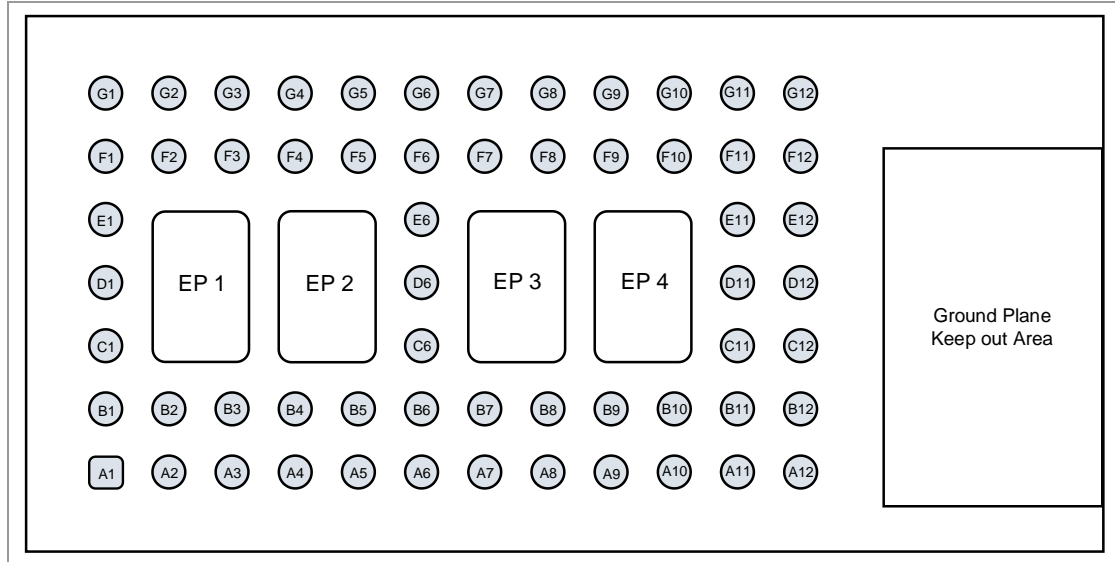 G1 G2 G3 G4 G5 G6 G7 G8 G9 G10 G11 G12
F1 F2 F3 F4 F5 F6 F7 F8 F9 F10 F11 F12
E1 E6 E11 E12
D1 EP 1 EP 2 D6 EP 3 EP 4 D11 D12
Ground Plane
Keep out Area
C1 C6 C11 C12
B1 B2 B3 B4 B5 B6 B7 B8 B9 B10 B11 B12
A1 A2 A3 A4 A5 A6 A7 A8 A9 A10 A11 A12